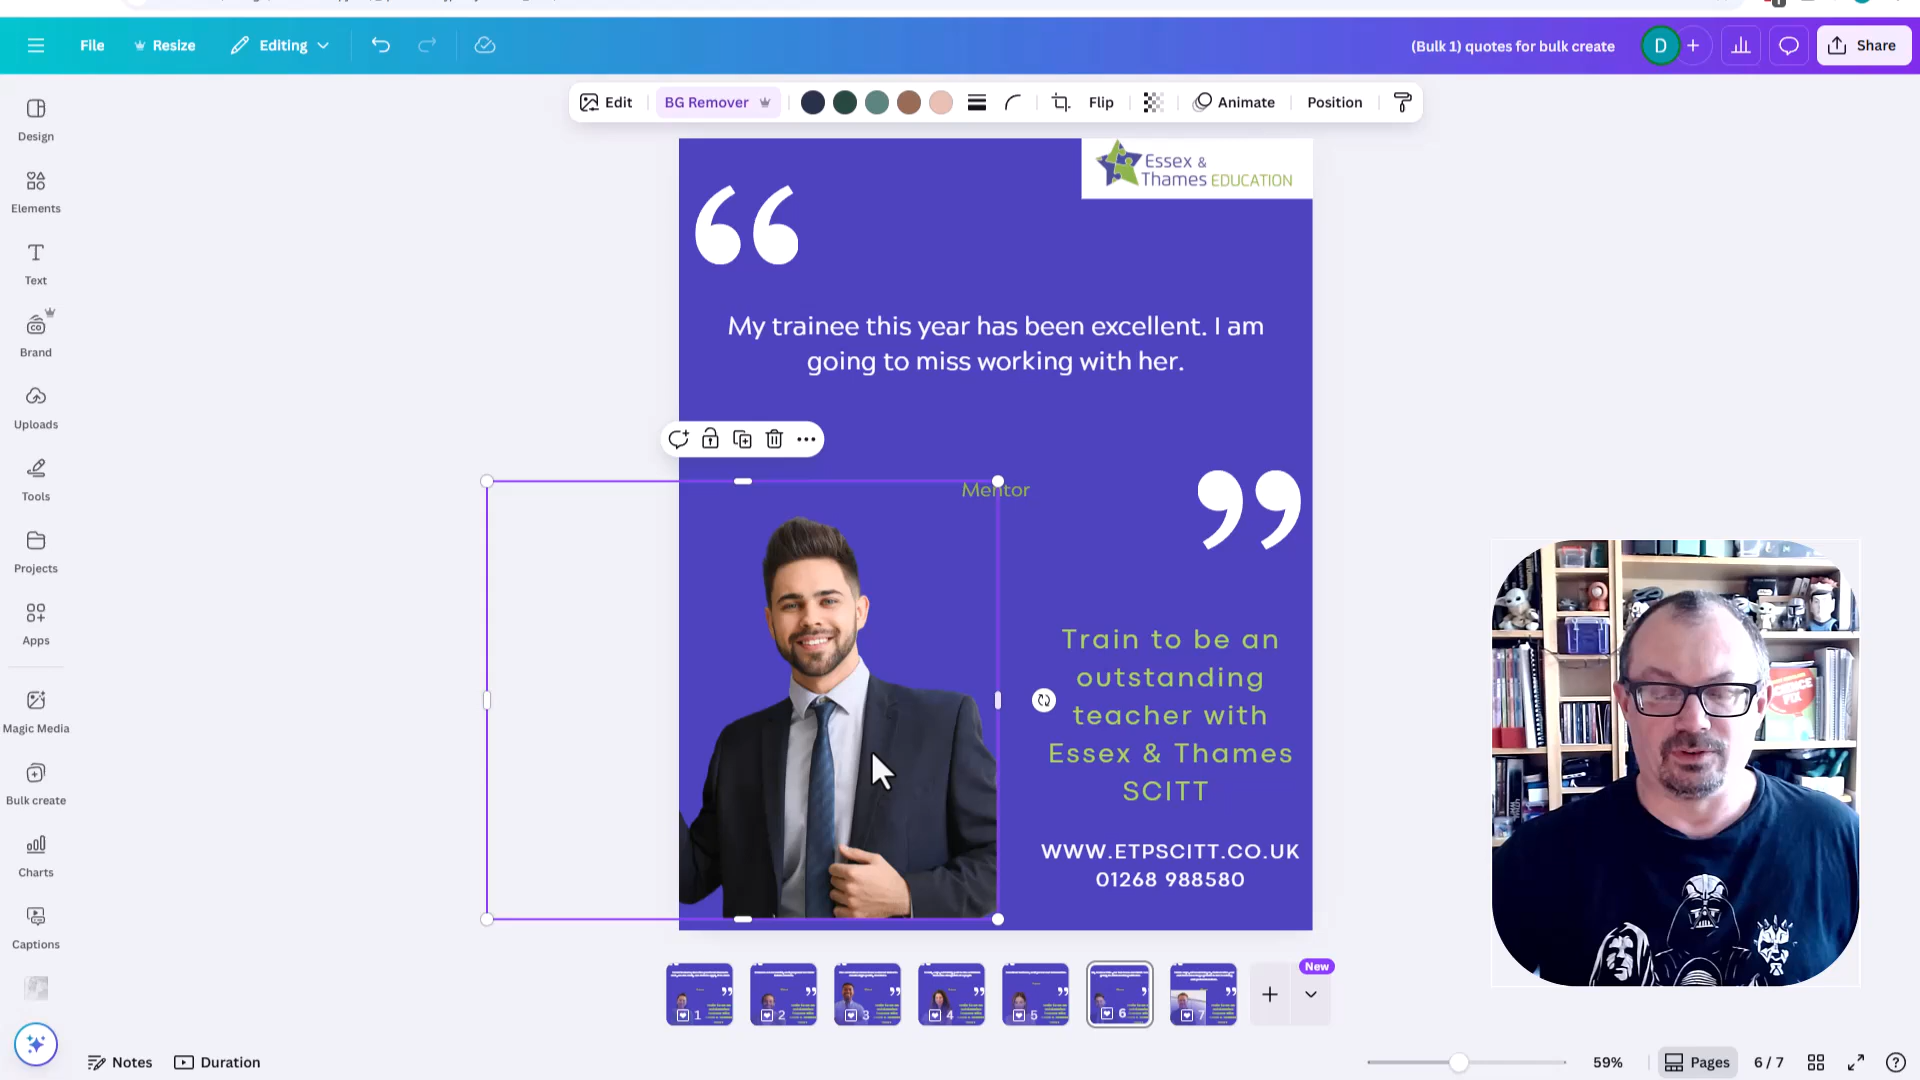 File
Resize
Editing
(Bulk 1) quotes for bulk create
D
Share
Edit
BG Remover
Flip
Animate
Position
Design
Elements
Text
Brand
Uploads
Tools
Projects
Apps
Magic Media
Bulk create
Charts
Captions
Essex &
Thames EDUCATION
“
My trainee this year has been excellent. I am
going to miss working with her.
Mentor
”
Train to be an
outstanding
teacher with
Essex & Thames
SCITT
WWW.ETPSCITT.CO.UK
01268 988580
1
2
3
4
5
6
7
New
Notes
Duration
59%
Pages
6 / 7